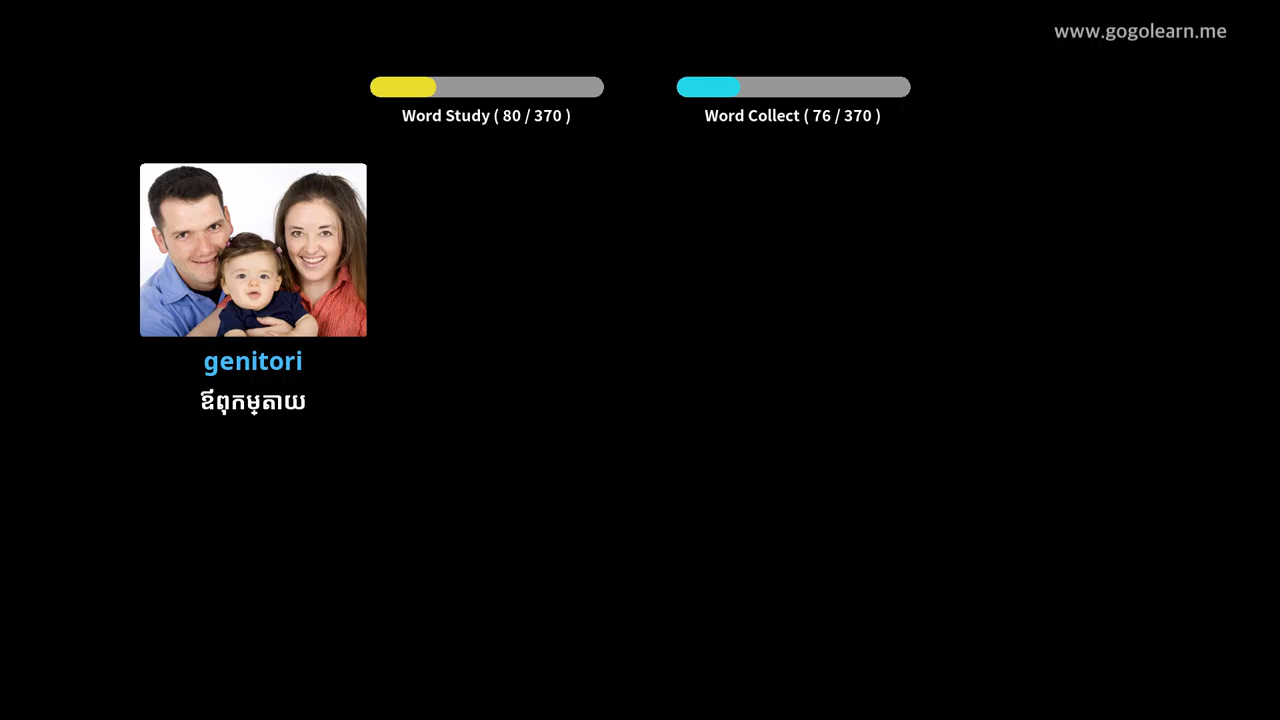 www.gogolearn.me
Word Study ( 80 / 370 )
Word Collect ( 76 / 370 )
genitori
ឪពុកម្តាយ